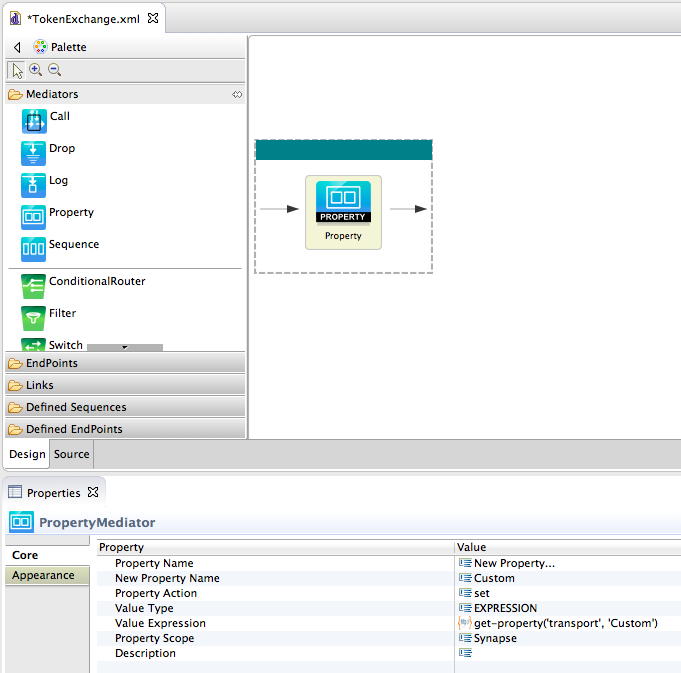 *TokenExchange.xml
Palette
Mediators
Call
Drop
Log
Property
Sequence
ConditionalRouter
Filter
Switch
EndPoints
Links
Defined Sequences
Defined EndPoints
PROPERTY
Property
Design Source
Properties
PropertyMediator
Core
Appearance
Property Value
Property Name New Property...
New Property Name Custom
Property Action set
Value Type EXPRESSION
Value Expression get-property('transport', 'Custom')
Property Scope Synapse
Description